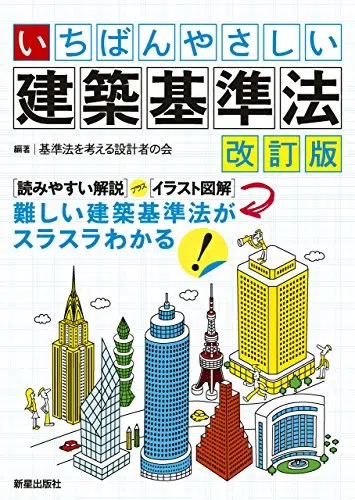 いちばんやさしい
建築基準法
改訂版
編著 | 基準法を考える設計者の会
[読みやすい解説]プラス[イラスト図解]
難しい建築基準法が
スラスラわかる!
新星出版社